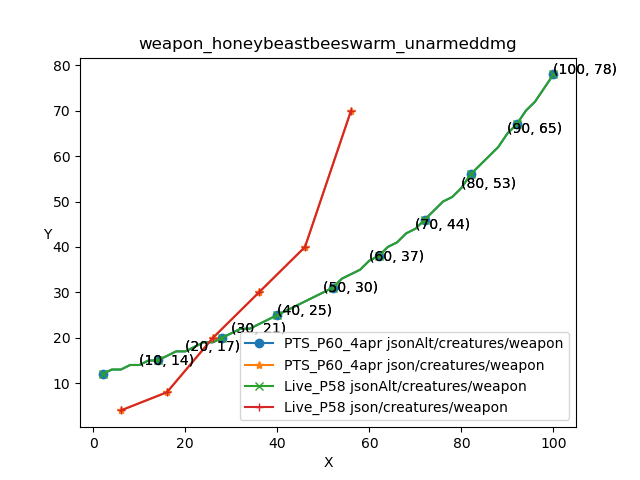 weapon_honeybeastbeeswarm_unarmeddmg
80
70
60
50
40
30
20
10
Y
(100, 78)
(90, 65)
(80, 53)
(70, 44)
(60, 37)
(50, 30)
(40, 25)
(30, 21)
(20, 17)
(10, 14)
PTS_P60_4apr jsonAlt/creatures/weapon
PTS_P60_4apr json/creatures/weapon
Live_P58 jsonAlt/creatures/weapon
Live_P58 json/creatures/weapon
0 20 40 60 80 100
X